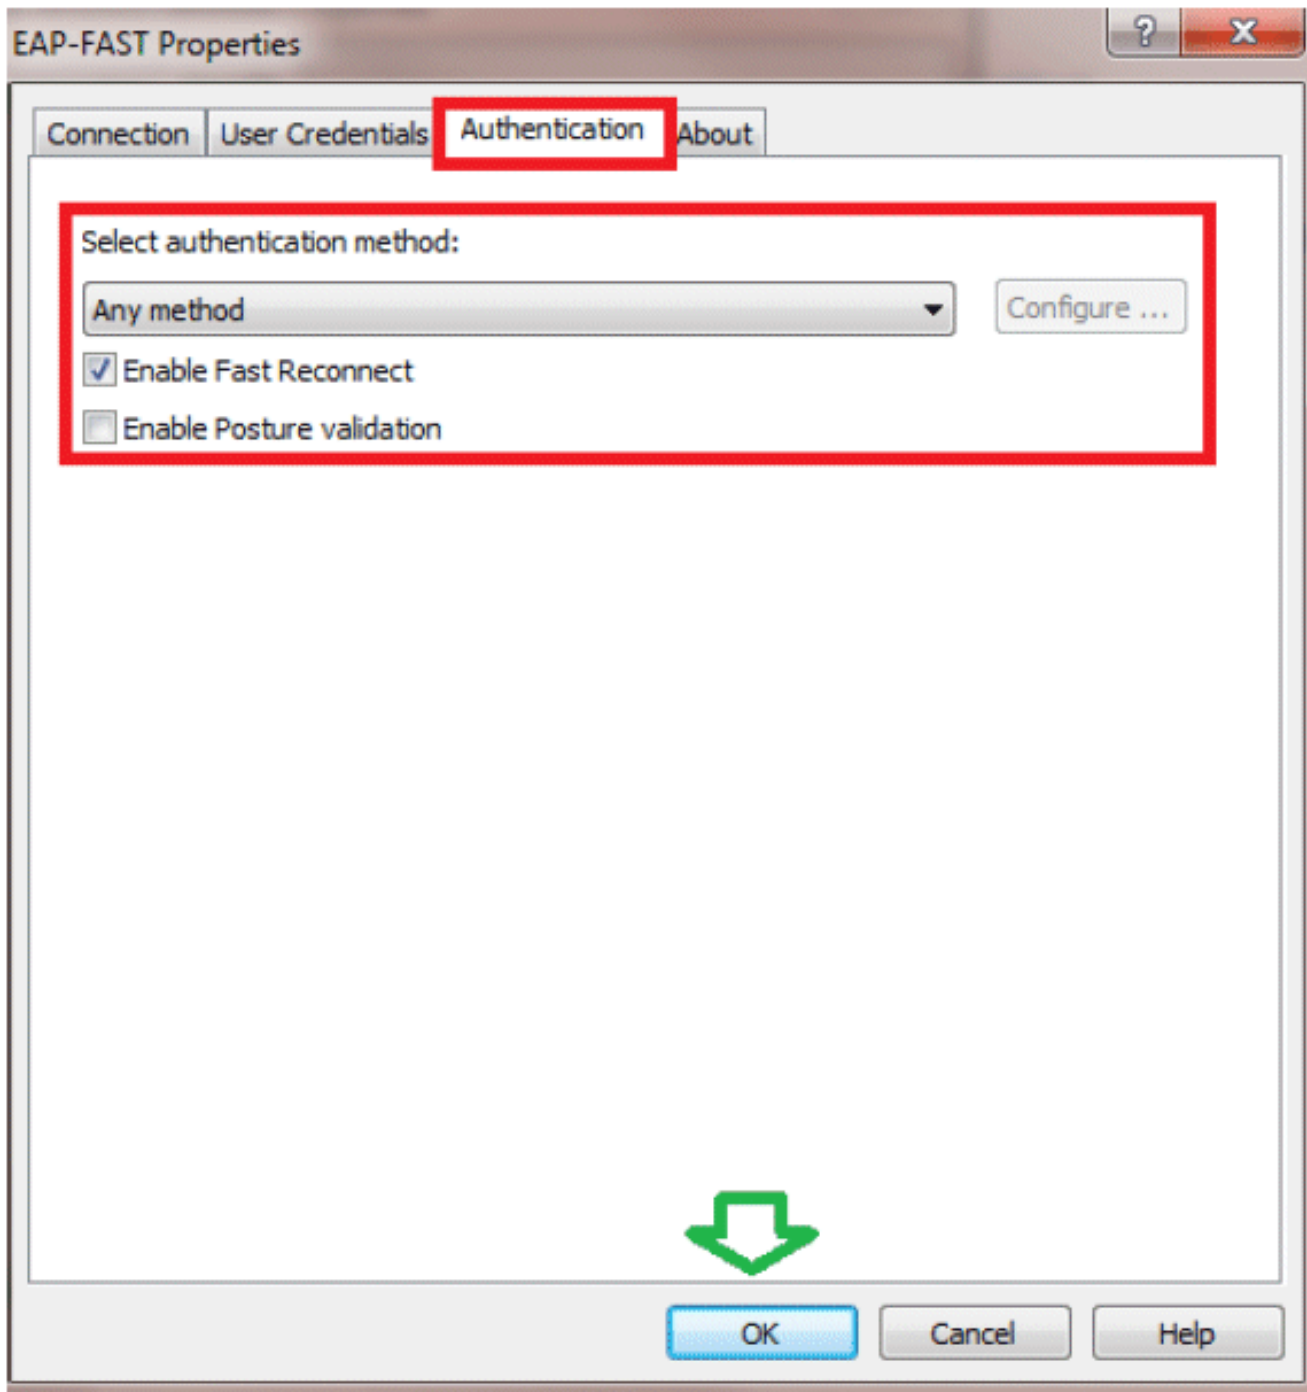 EAP-FAST Properties
?
X
Connection User Credentials Authentication About
Select authentication method:
Any method Configure ...
Enable Fast Reconnect
Enable Posture validation
OK Cancel Help